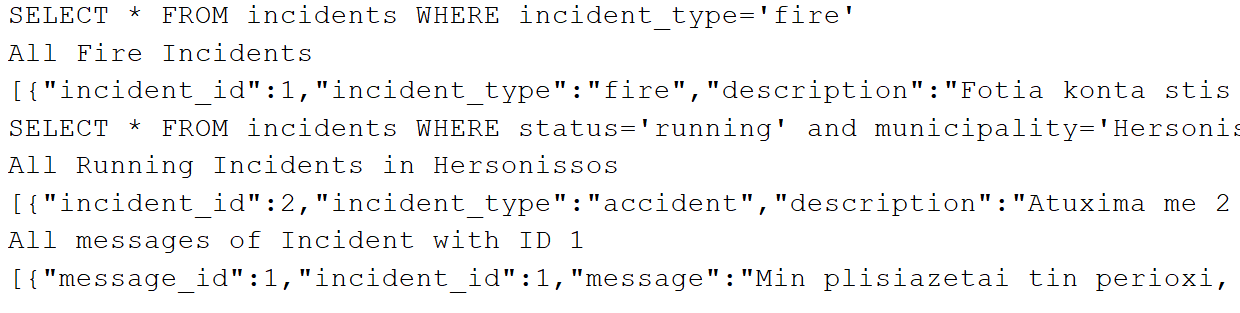 SELECT * FROM incidents WHERE incident_type='fire'
All Fire Incidents
[{"incident_id":1,"incident_type":"fire","description":"Fotia konta stis
SELECT * FROM incidents WHERE status='running' and municipality='Hersonis
All Running Incidents in Hersonissos
[{"incident_id":2,"incident_type":"accident","description":"Atuxima me 2
All messages of Incident with ID 1
[{"message_id":1,"incident_id":1,"message":"Min plisiazetai tin perioxi,